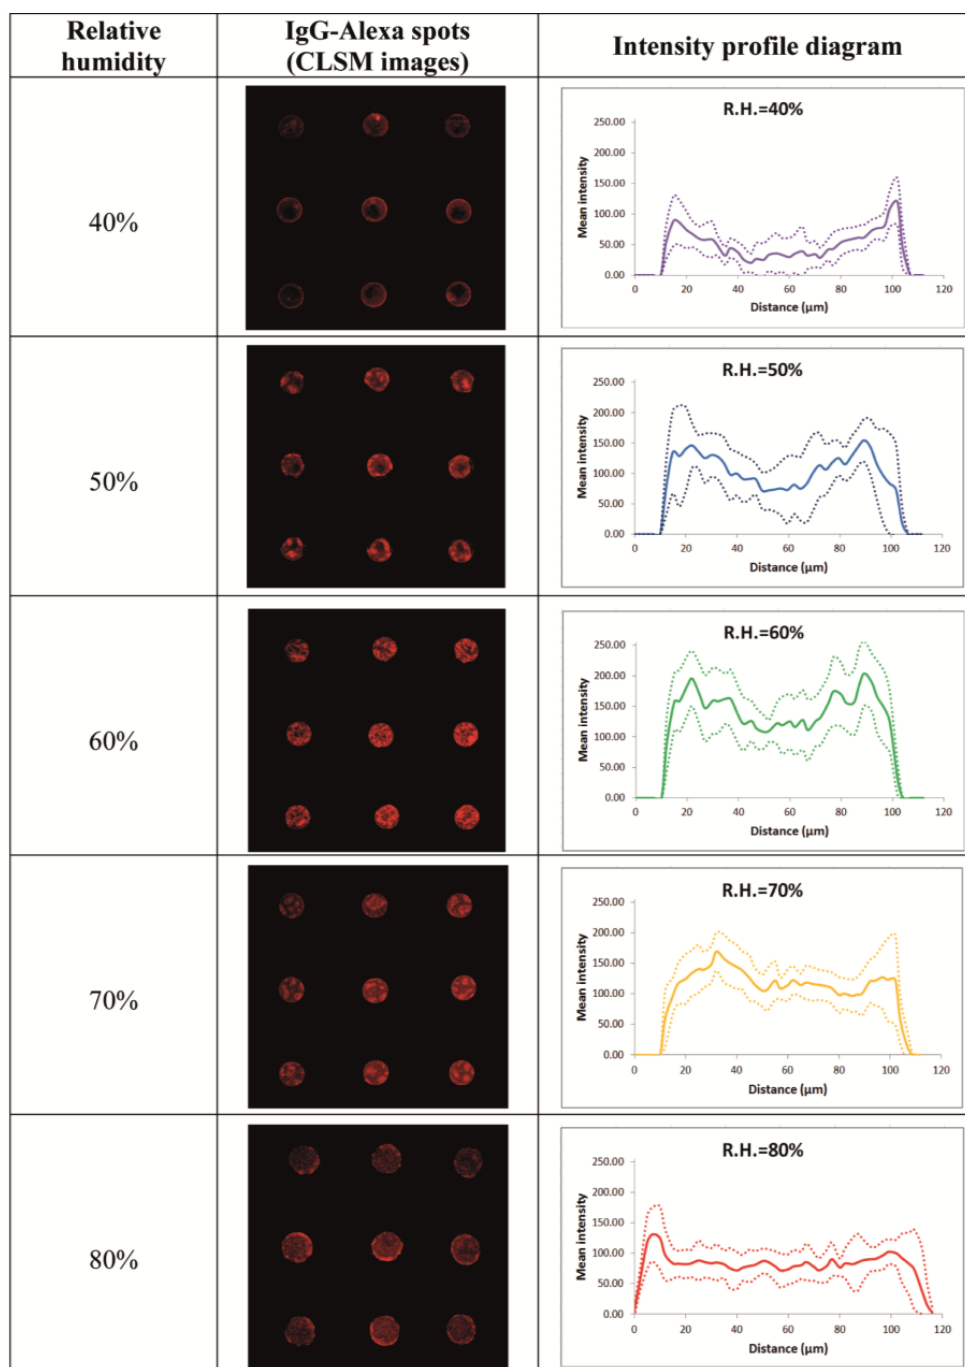 Relative humidity
IgG-Alexa spots
(CLSM images)
Intensity profile diagram
40%
R.H.=40%
Mean intensity
250.00
200.00
150.00
100.00
50.00
0.00
0 20 40 60 80 100 120
Distance (µm)
50%
R.H.=50%
Mean intensity
250.00
200.00
150.00
100.00
50.00
0.00
0 20 40 60 80 100 120
Distance (µm)
60%
R.H.=60%
Mean intensity
250.00
200.00
150.00
100.00
50.00
0.00
0 20 40 60 80 100 120
Distance (µm)
70%
R.H.=70%
Mean intensity
250.00
200.00
150.00
100.00
50.00
0.00
0 20 40 60 80 100 120
Distance (µm)
80%
R.H.=80%
Mean intensity
250.00
200.00
150.00
100.00
50.00
0.00
0 20 40 60 80 100 120
Distance (µm)